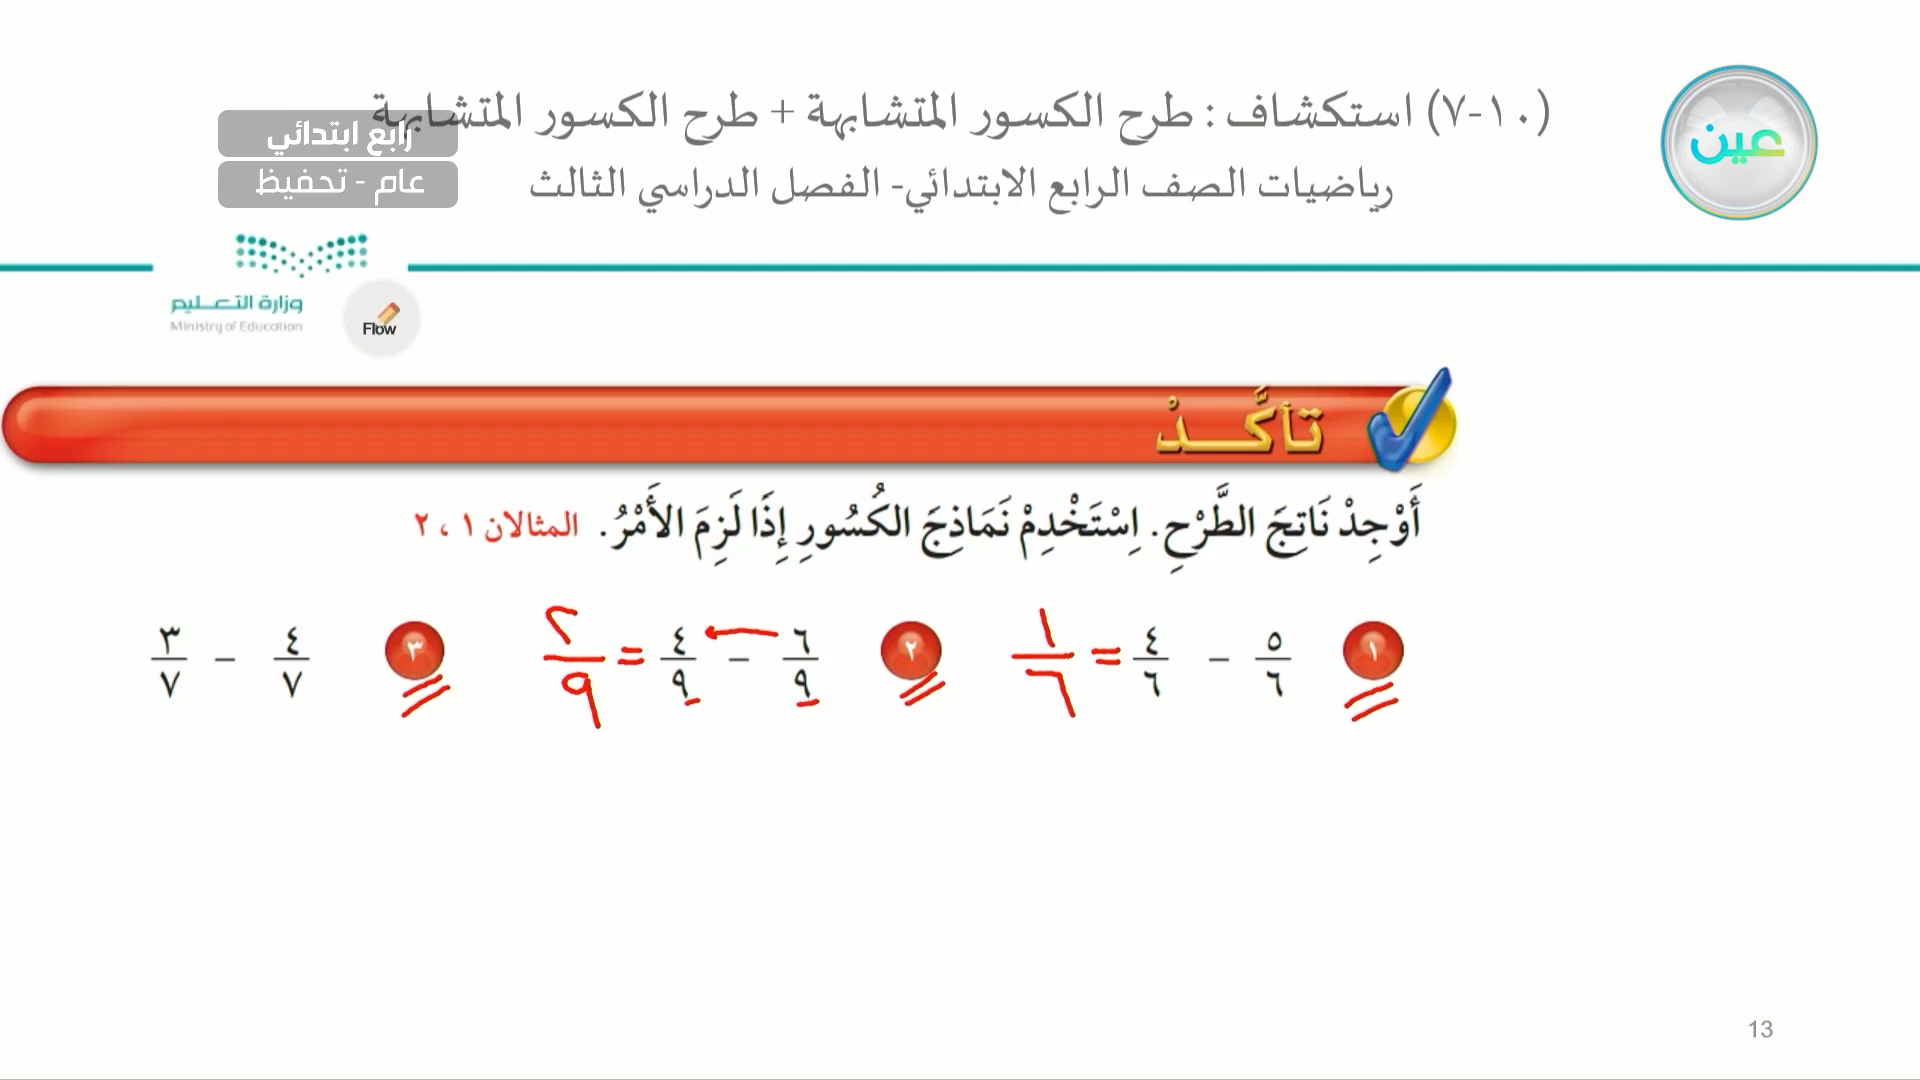 (١٠-٧) استكشاف : طرح الكسور المتشابهة + طرح الكسور المتشابهة
رياضيات الصف الرابع الابتدائي- الفصل الدراسي الثالث
عين
رابع ابتدائي
عام - تحفيظ
وزارة التعليم
Ministry of Education
Flow
تأكَّدْ
أَوْجِدْ نَاتِجَ الطَّرْحِ. اِسْتَخْدِمْ نَمَاذِجَ الكُسُورِ إِذَا لَزِمَ الأَمْرُ. المثالان ١ ، ٢
١ ٥/٦ - ٤/٦ = ١/٦
٢ ٦/٩ - ٤/٩ = ٢/٩
٣ ٤/٧ - ٣/٧
13